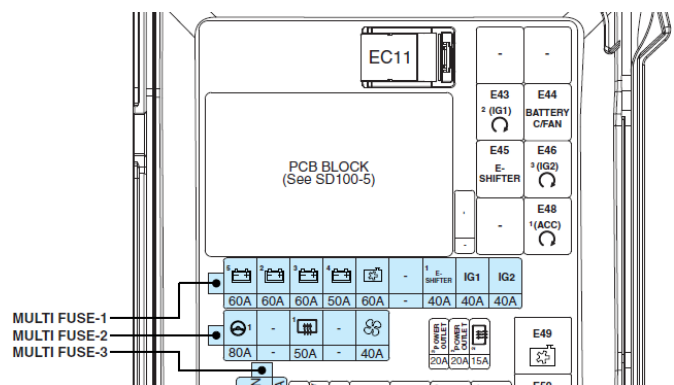 EC11
-
-
E43
2 (IG1)
E44
BATTERY
C/FAN
E45
E-
SHIFTER
E46
3 (IG2)
PCB BLOCK
(See SD100-5)
-
-
-
E48
1 (ACC)
5
2
3
4
-
1
E-
SHIFTER
IG1
IG2
60A
60A
60A
50A
60A
-
40A
40A
40A
MULTI FUSE-1
MULTI FUSE-2
MULTI FUSE-3
1
-
1
-
80A
-
50A
-
40A
POWER
OUTLET
POWER
OUTLET
2
20A
20A
15A
E49
E50